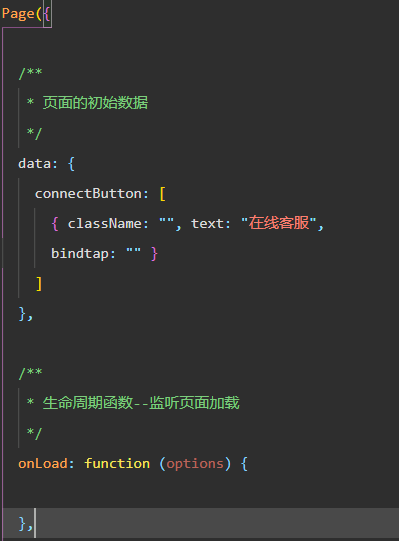 Page({
/**
* 页面的初始数据
*/
data: {
connectButton: [
{ className: "", text: "在线客服",
bindtap: "" }
]
},
/**
* 生命周期函数--监听页面加载
*/
onLoad: function (options) {
},